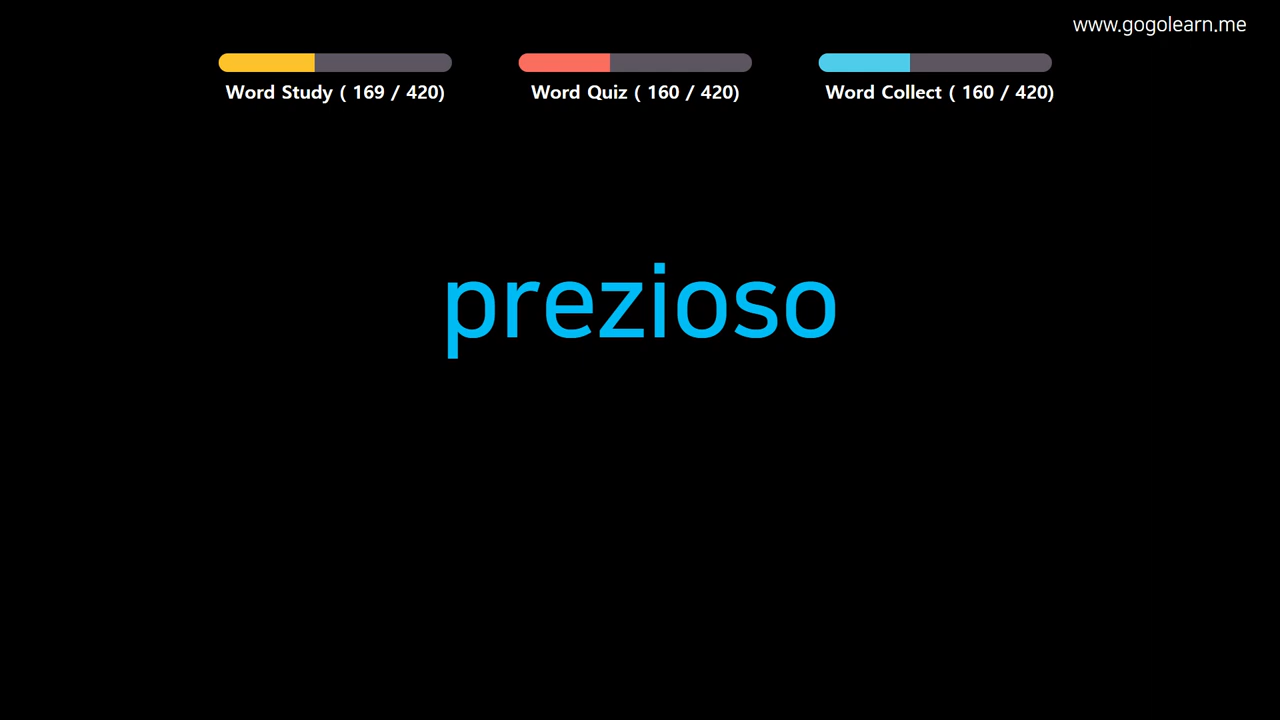 www.gogolearn.me
Word Study ( 169 / 420)
Word Quiz ( 160 / 420)
Word Collect ( 160 / 420)
prezioso